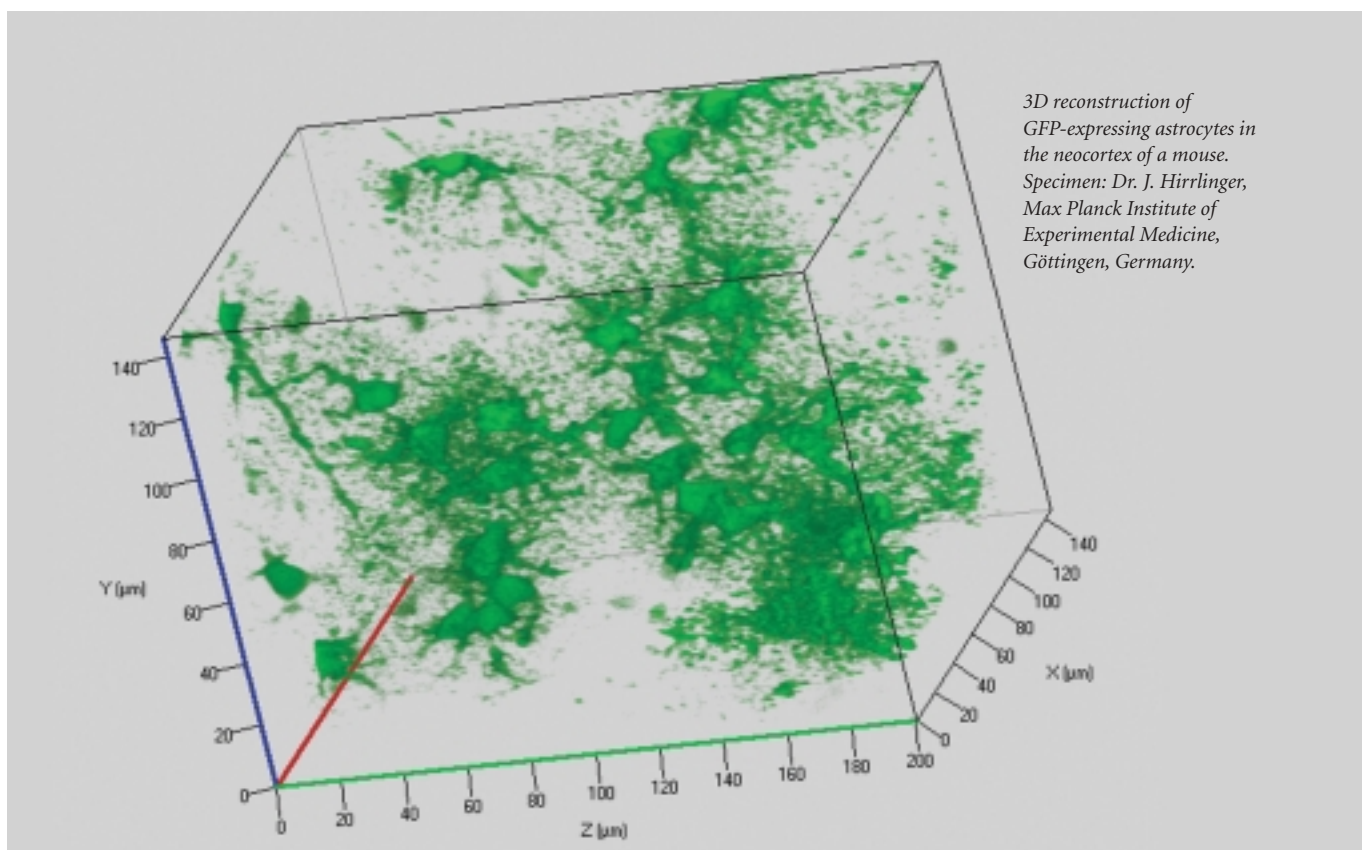 3D reconstruction of
GFP-expressing astrocytes in
the neocortex of a mouse.
Specimen: Dr. J. Hirrlinger,
Max Planck Institute of
Experimental Medicine,
Göttingen, Germany.
140
120
100
80
Y [µm]
60
40
20
0
0
20
40
60
80
100
120
140
160
180
200
Z [µm]
140
120
100
80
60
X [µm]
40
20
0